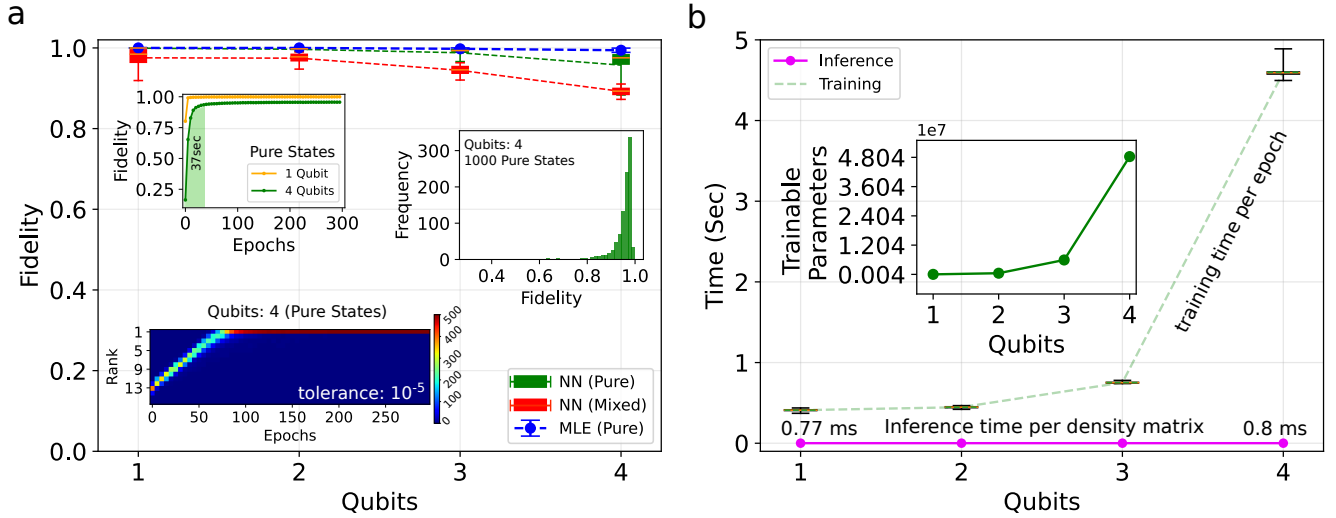 a
1.0
0.8
0.6
0.4
0.2
0.0
Fidelity
1
2
3
4
Qubits
1.00
0.75
0.50
0.25
Fidelity
37sec
Pure States
1 Qubit
4 Qubits
0
100
200
300
Epochs
Qubits: 4
1000 Pure States
300
200
100
0
Frequency
0.4
0.6
0.8
1.0
Fidelity
Qubits: 4 (Pure States)
1
5
9
13
Rank
tolerance: 10⁻⁵
0
50
100
150
200
250
Epochs
500
400
300
200
100
0
NN (Pure)
NN (Mixed)
MLE (Pure)
b
5
4
3
2
1
0
Time (Sec)
Inference
Training
1e7
4.804
3.604
2.404
1.204
0.004
Trainable
Parameters
1
2
3
4
Qubits
training time per epoch
0.77 ms
Inference time per density matrix
0.8 ms
1
2
3
4
Qubits